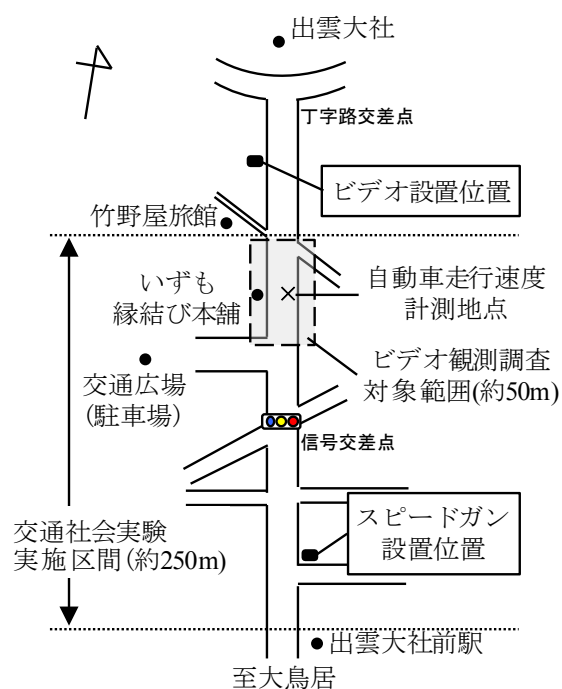 出雲大社
丁字路交差点
ビデオ設置位置
竹野屋旅館
いずも
縁結び本舗
自動車走行速度
計測地点
交通広場
(駐車場)
ビデオ観測調査
対象範囲(約50m)
信号交差点
交通社会実験
実施区間(約250m)
スピードガン
設置位置
出雲大社前駅
至大鳥居